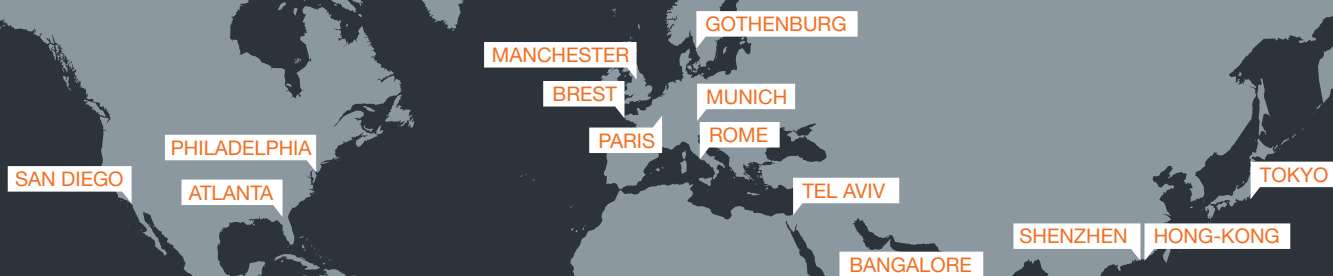 GOTHENBURG
MANCHESTER
BREST
MUNICH
PARIS
ROME
PHILADELPHIA
SAN DIEGO
ATLANTA
TEL AVIV
TOKYO
SHENZHEN
HONG-KONG
BANGALORE